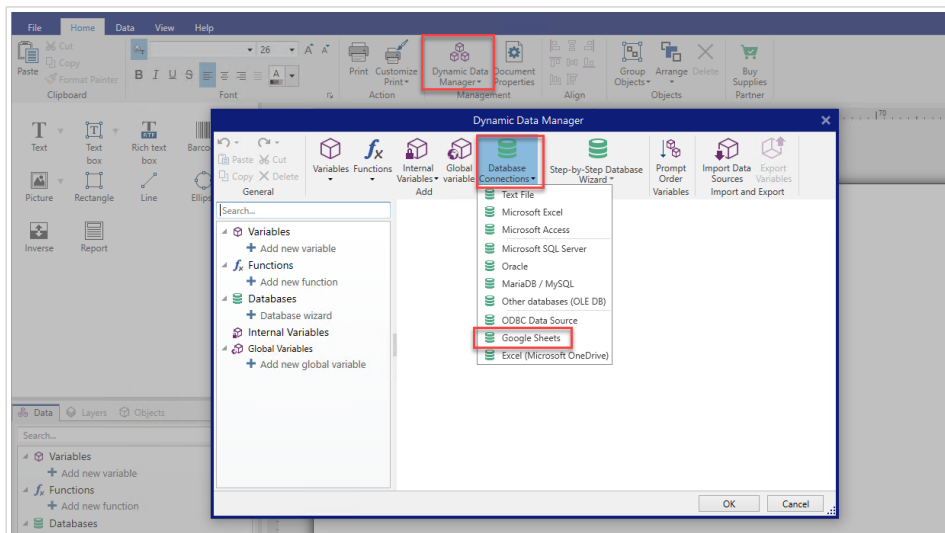 File Home Data View Help
Cut
Copy
Format Painter
Paste
Clipboard
26
B I U S
A
Font
Print
Customize Print
Action
Dynamic Data Manager
Document Properties
Management
Align
Group Objects
Arrange
Delete
Objects
Buy Supplies
Partner
Text
Text box
Rich text box
Barco
Picture
Rectangle
Line
Ellips
Inverse
Report
70
Dynamic Data Manager
Paste Cut
Copy Delete
General
Variables
Functions
Internal Variables
Global variable
Database Connections
Step-by-Step Database Wizard
Add
Prompt Order
Variables
Import Data Sources
Export Variables
Import and Export
Search...
Variables
Add new variable
Functions
Add new function
Databases
Database wizard
Internal Variables
Global Variables
Add new global variable
Text File
Microsoft Excel
Microsoft Access
Microsoft SQL Server
Oracle
MariaDB / MySQL
Other databases (OLE DB)
ODBC Data Source
Google Sheets
Excel (Microsoft OneDrive)
OK Cancel
Data Layers Objects
Search...
Variables
Add new variable
Functions
Add new function
Databases